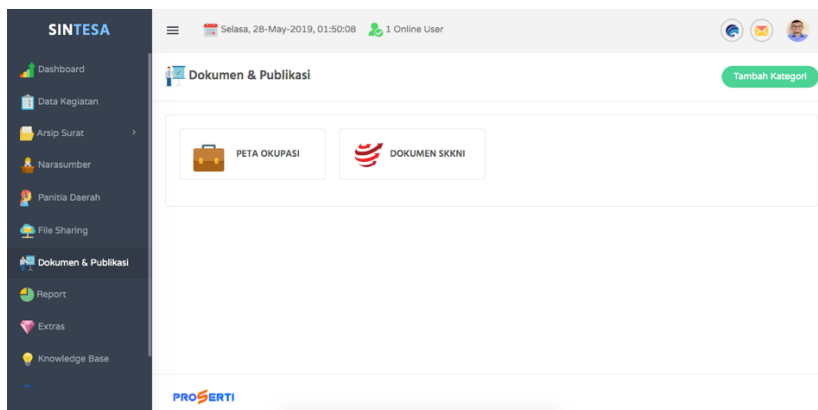 SINTESA
Selasa, 28-May-2019, 01:50:08 1 Online User
Dashboard
Data Kegiatan
Arsip Surat
Narasumber
Panitia Daerah
File Sharing
Dokumen & Publikasi
Report
Extras
Knowledge Base
Dokumen & Publikasi
Tambah Kategori
PETA OKUPASI
DOKUMEN SKKNI
PROSERTI